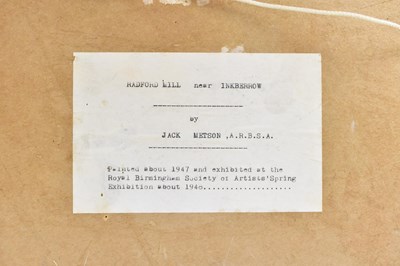 RADFORD MILL near INKBERROW
by
JACK METSON ,A.R.B.S.A.
Painted about 1947 and exhibited at the
Royal Birmingham Society of Artists'Spring
Exhibition about 1948...................